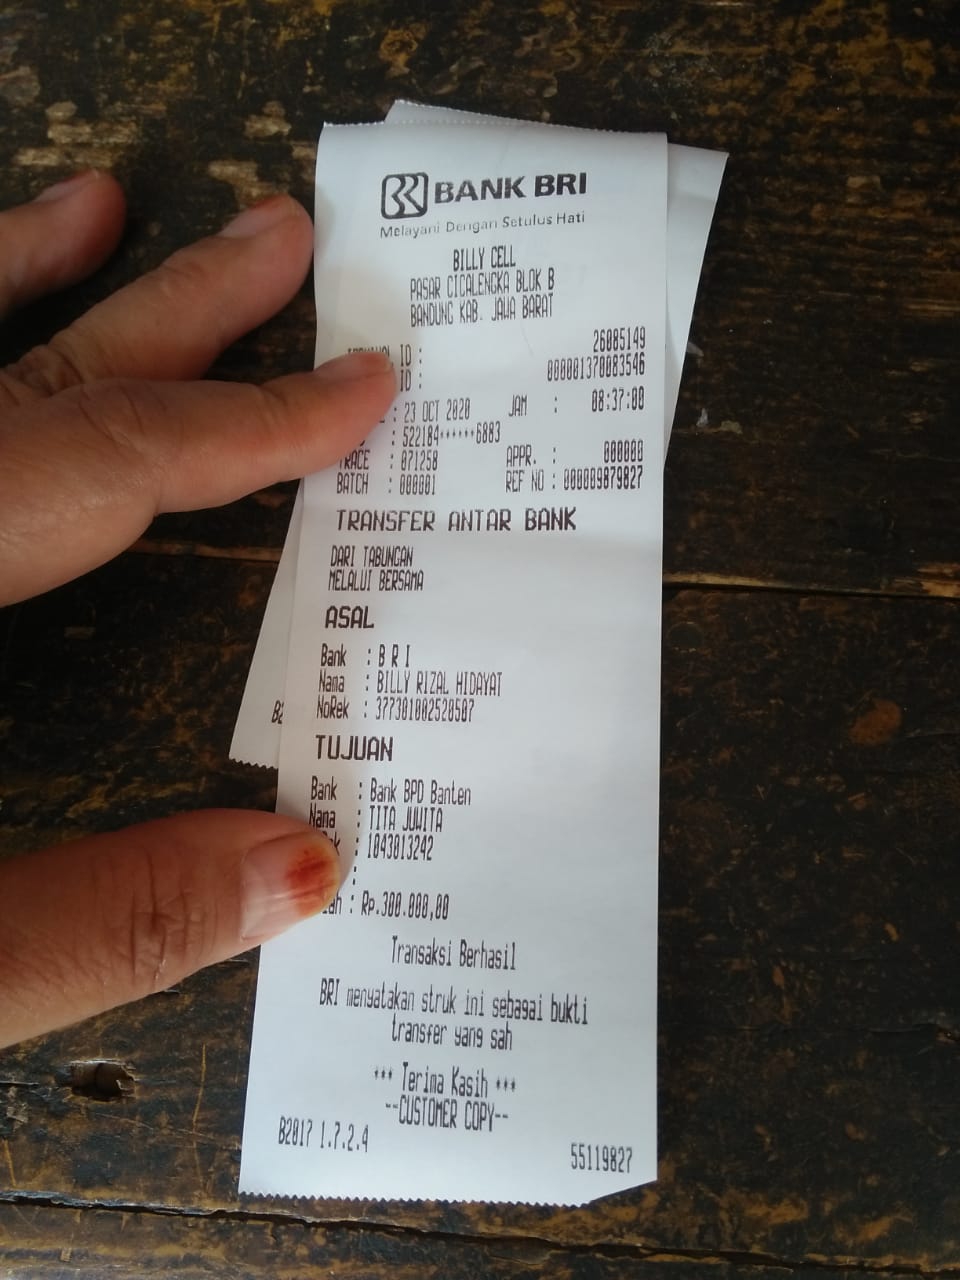 BANK BRI
Melayani Dengan Setulus Hati
BILLY CELL
PASAR CICALENGKA BLOK B
BANDUNG KAB. JAWA BARAT
ID : 26085149
ID : 000001370083546
: 23 OCT 2020 JAM : 08:37:00
: 522184******6883
TRACE : 071258 APPR. : 000000
BATCH : 000001 REF NO : 000009879827
TRANSFER ANTAR BANK
DARI TABUNGAN
MELALUI BERSAMA
ASAL
Bank : B R I
Nama : BILLY RIZAL HIDAYAT
NoRek : 377301002520507
TUJUAN
Bank : Bank BPD Banten
Nama : TITA JUWITA
: 1043013242
:
: Rp.300.000,00
Transaksi Berhasil
BRI menyatakan struk ini sebagai bukti
transfer yang sah
*** Terima Kasih ***
--CUSTOMER COPY--
B2017 1.7.2.4 55119827